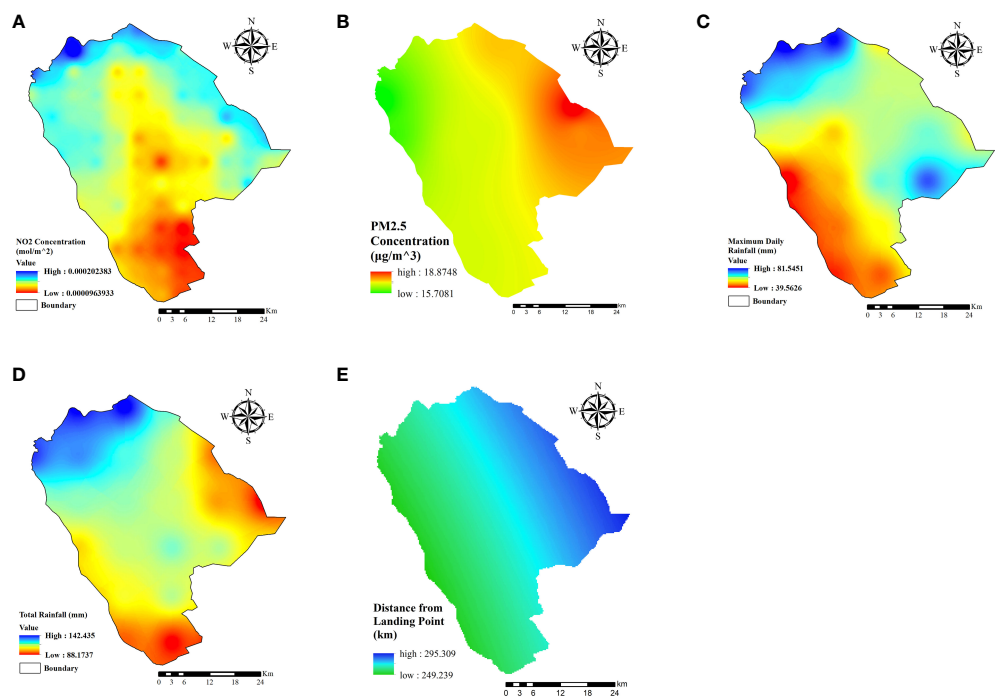 A
N
W E
S
NO2 Concentration
(mol/m^2)
Value
High : 0.000202383
Low : 0.0000963933
Boundary
Km
0 3 6 12 18 24
B
N
W E
S
PM2.5
Concentration
(μg/m^3)
high : 18.8748
low : 15.7081
km
0 3 6 12 18 24
C
N
W E
S
Maximum Daily
Rainfall (mm)
Value
High : 81.5451
Low : 39.5626
Boundary
Km
0 3 6 12 18 24
D
N
W E
S
Total Rainfall (mm)
Value
High : 142.435
Low : 88.1737
Boundary
Km
0 3 6 12 18 24
E
N
W E
S
Distance from
Landing Point
(km)
high : 295.309
low : 249.239
km
0 3 6 12 18 24